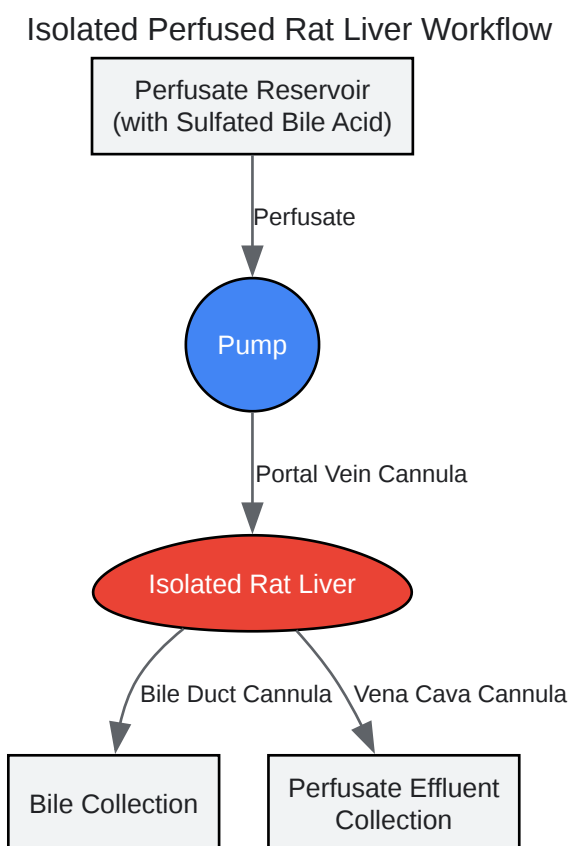 Isolated Perfused Rat Liver Workflow
Perfusate Reservoir
(with Sulfated Bile Acid)
Perfusate
Pump
Portal Vein Cannula
Isolated Rat Liver
Bile Duct Cannula
Vena Cava Cannula
Bile Collection
Perfusate Effluent
Collection